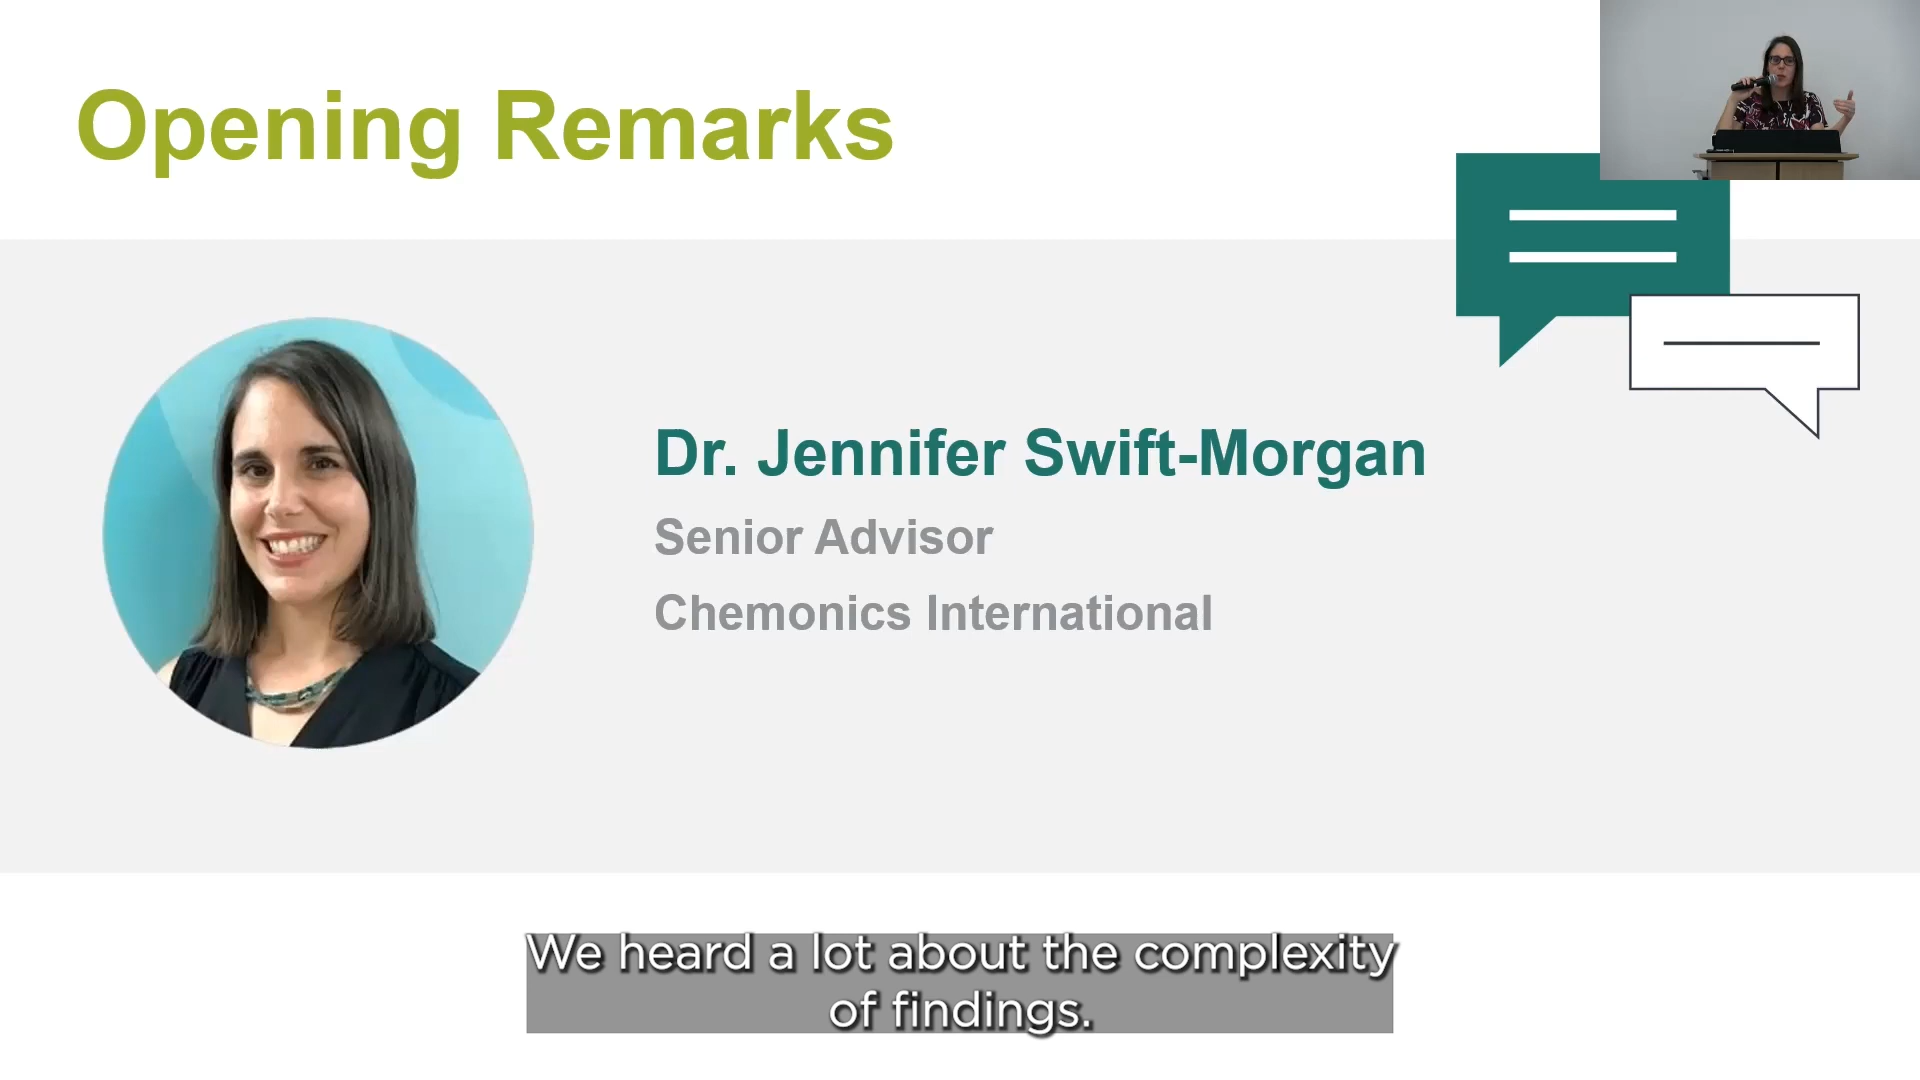 Opening Remarks
Dr. Jennifer Swift-Morgan
Senior Advisor
Chemonics International
We heard a lot about the complexity
of findings.